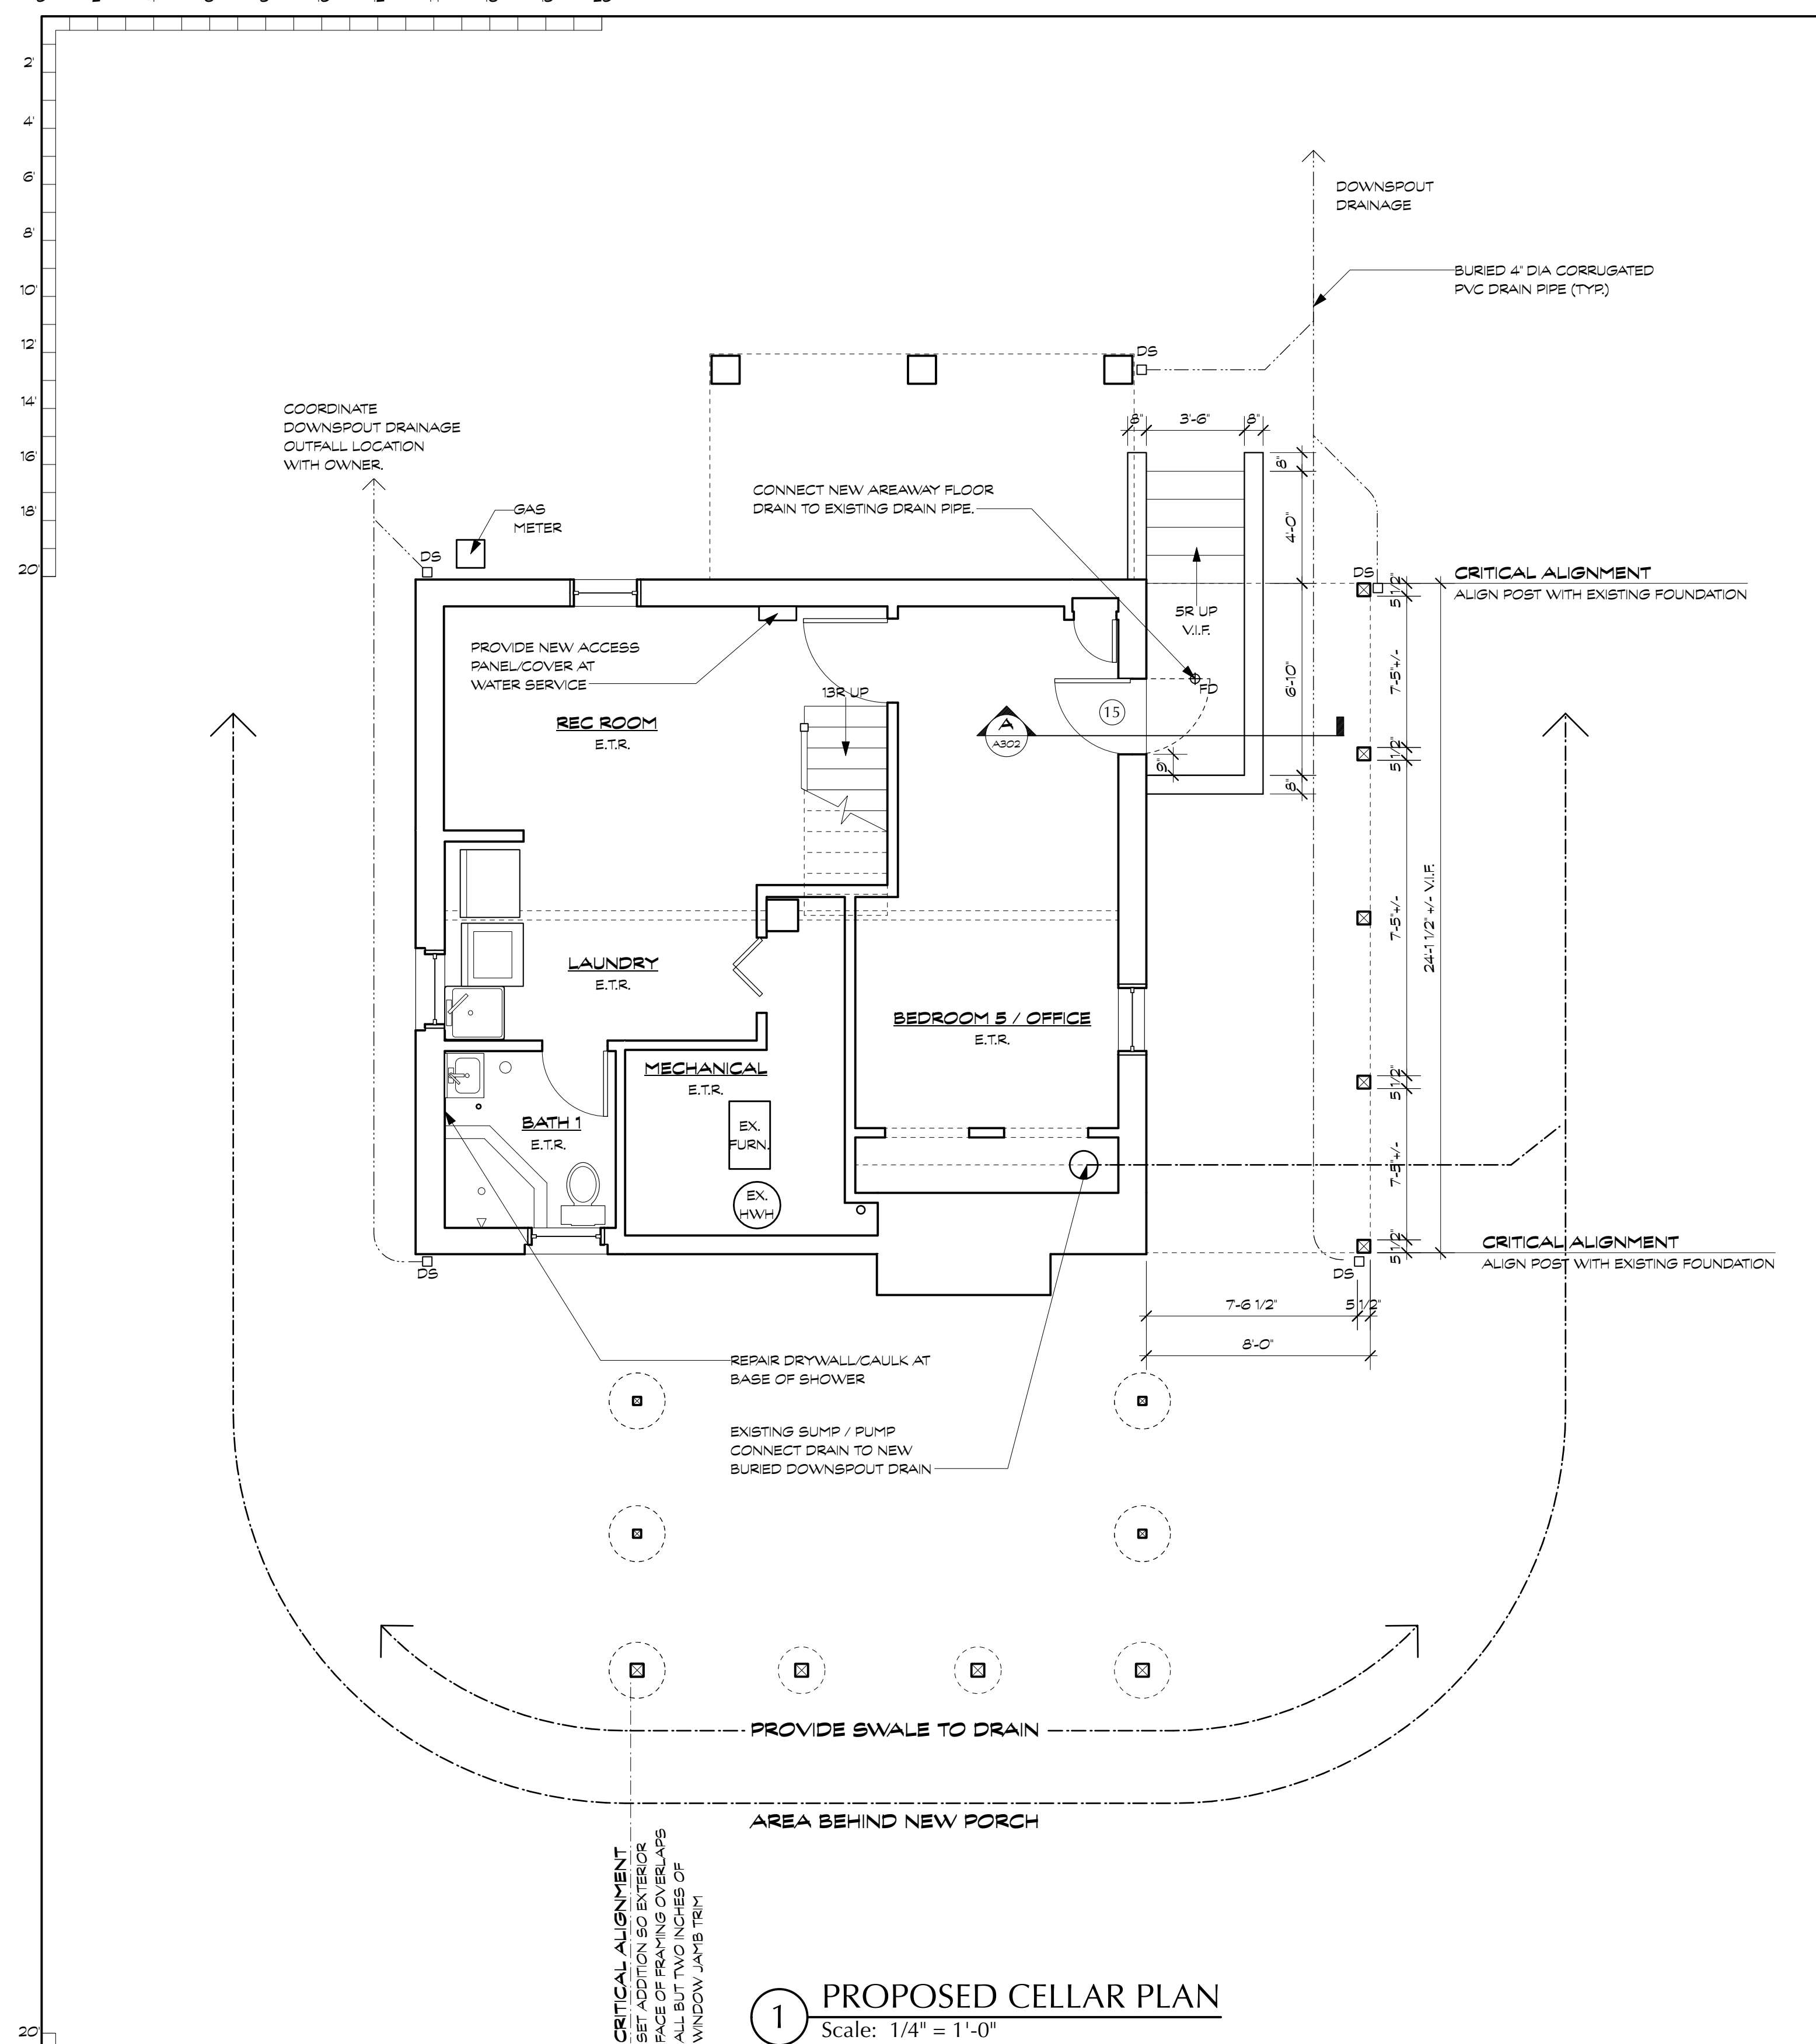 2'
4'
6'
8'
10'
12'
14'
16'
18'
20'
DOWNSPOUT
DRAINAGE
BURIED 4" DIA CORRUGATED
PVC DRAIN PIPE (TYP.)
DS
COORDINATE
DOWNSPOUT DRAINAGE
OUTFALL LOCATION
WITH OWNER.
8"
3'-6"
8"
8"
CONNECT NEW AREAWAY FLOOR
DRAIN TO EXISTING DRAIN PIPE.
GAS
METER
4'-0"
DS
DS
CRITICAL ALIGNMENT
ALIGN POST WITH EXISTING FOUNDATION
5 1/2"
5R UP
V.I.F.
PROVIDE NEW ACCESS
PANEL/COVER AT
WATER SERVICE
7'-5"+/-
6'-10"
FD
13R UP
15
REC ROOM
E.T.R.
A
A302
9"
5 1/2"
8"
7'-5"+/-
24'-1 1/2" +/- V.I.F.
LAUNDRY
E.T.R.
BEDROOM 5 / OFFICE
E.T.R.
MECHANICAL
E.T.R.
5 1/2"
BATH 1
E.T.R.
EX.
FURN.
7'-5"+/-
EX.
HWH
5 1/2"
CRITICAL ALIGNMENT
ALIGN POST WITH EXISTING FOUNDATION
DS
DS
7'-6 1/2"
5 1/2"
8'-0"
REPAIR DRYWALL/CAULK AT
BASE OF SHOWER
EXISTING SUMP / PUMP
CONNECT DRAIN TO NEW
BURIED DOWNSPOUT DRAIN
PROVIDE SWALE TO DRAIN
AREA BEHIND NEW PORCH
CRITICAL ALIGNMENT
SET ADDITION SO EXTERIOR
FACE OF FRAMING OVERLAPS
ALL BUT TWO INCHES OF
WINDOW JAMB TRIM
1
PROPOSED CELLAR PLAN
Scale: 1/4" = 1'-0"
20'